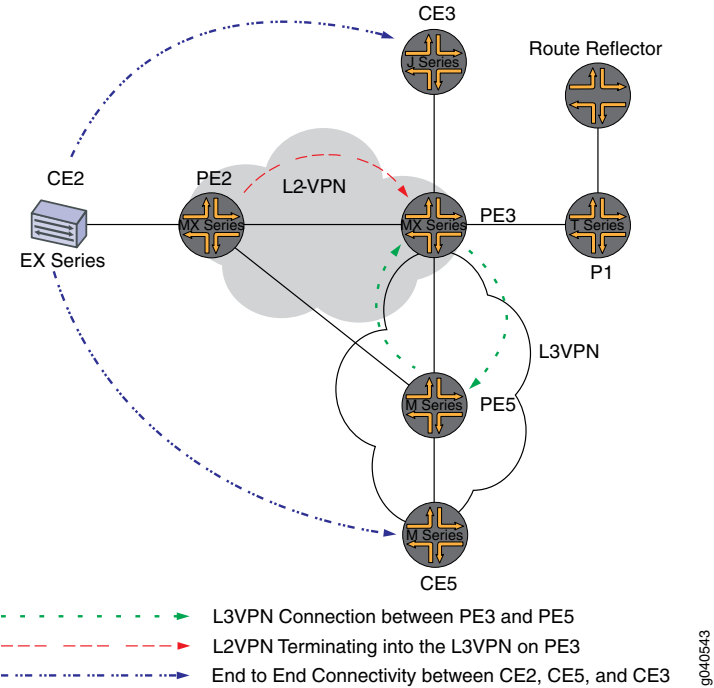 CE3
J Series
Route Reflector
CE2
PE2
L2-VPN
MX Series
MX Series
PE3
T Series
EX Series
P1
L3VPN
M Series
PE5
M Series
CE5
L3VPN Connection between PE3 and PE5
L2VPN Terminating into the L3VPN on PE3
End to End Connectivity between CE2, CE5, and CE3
g040543